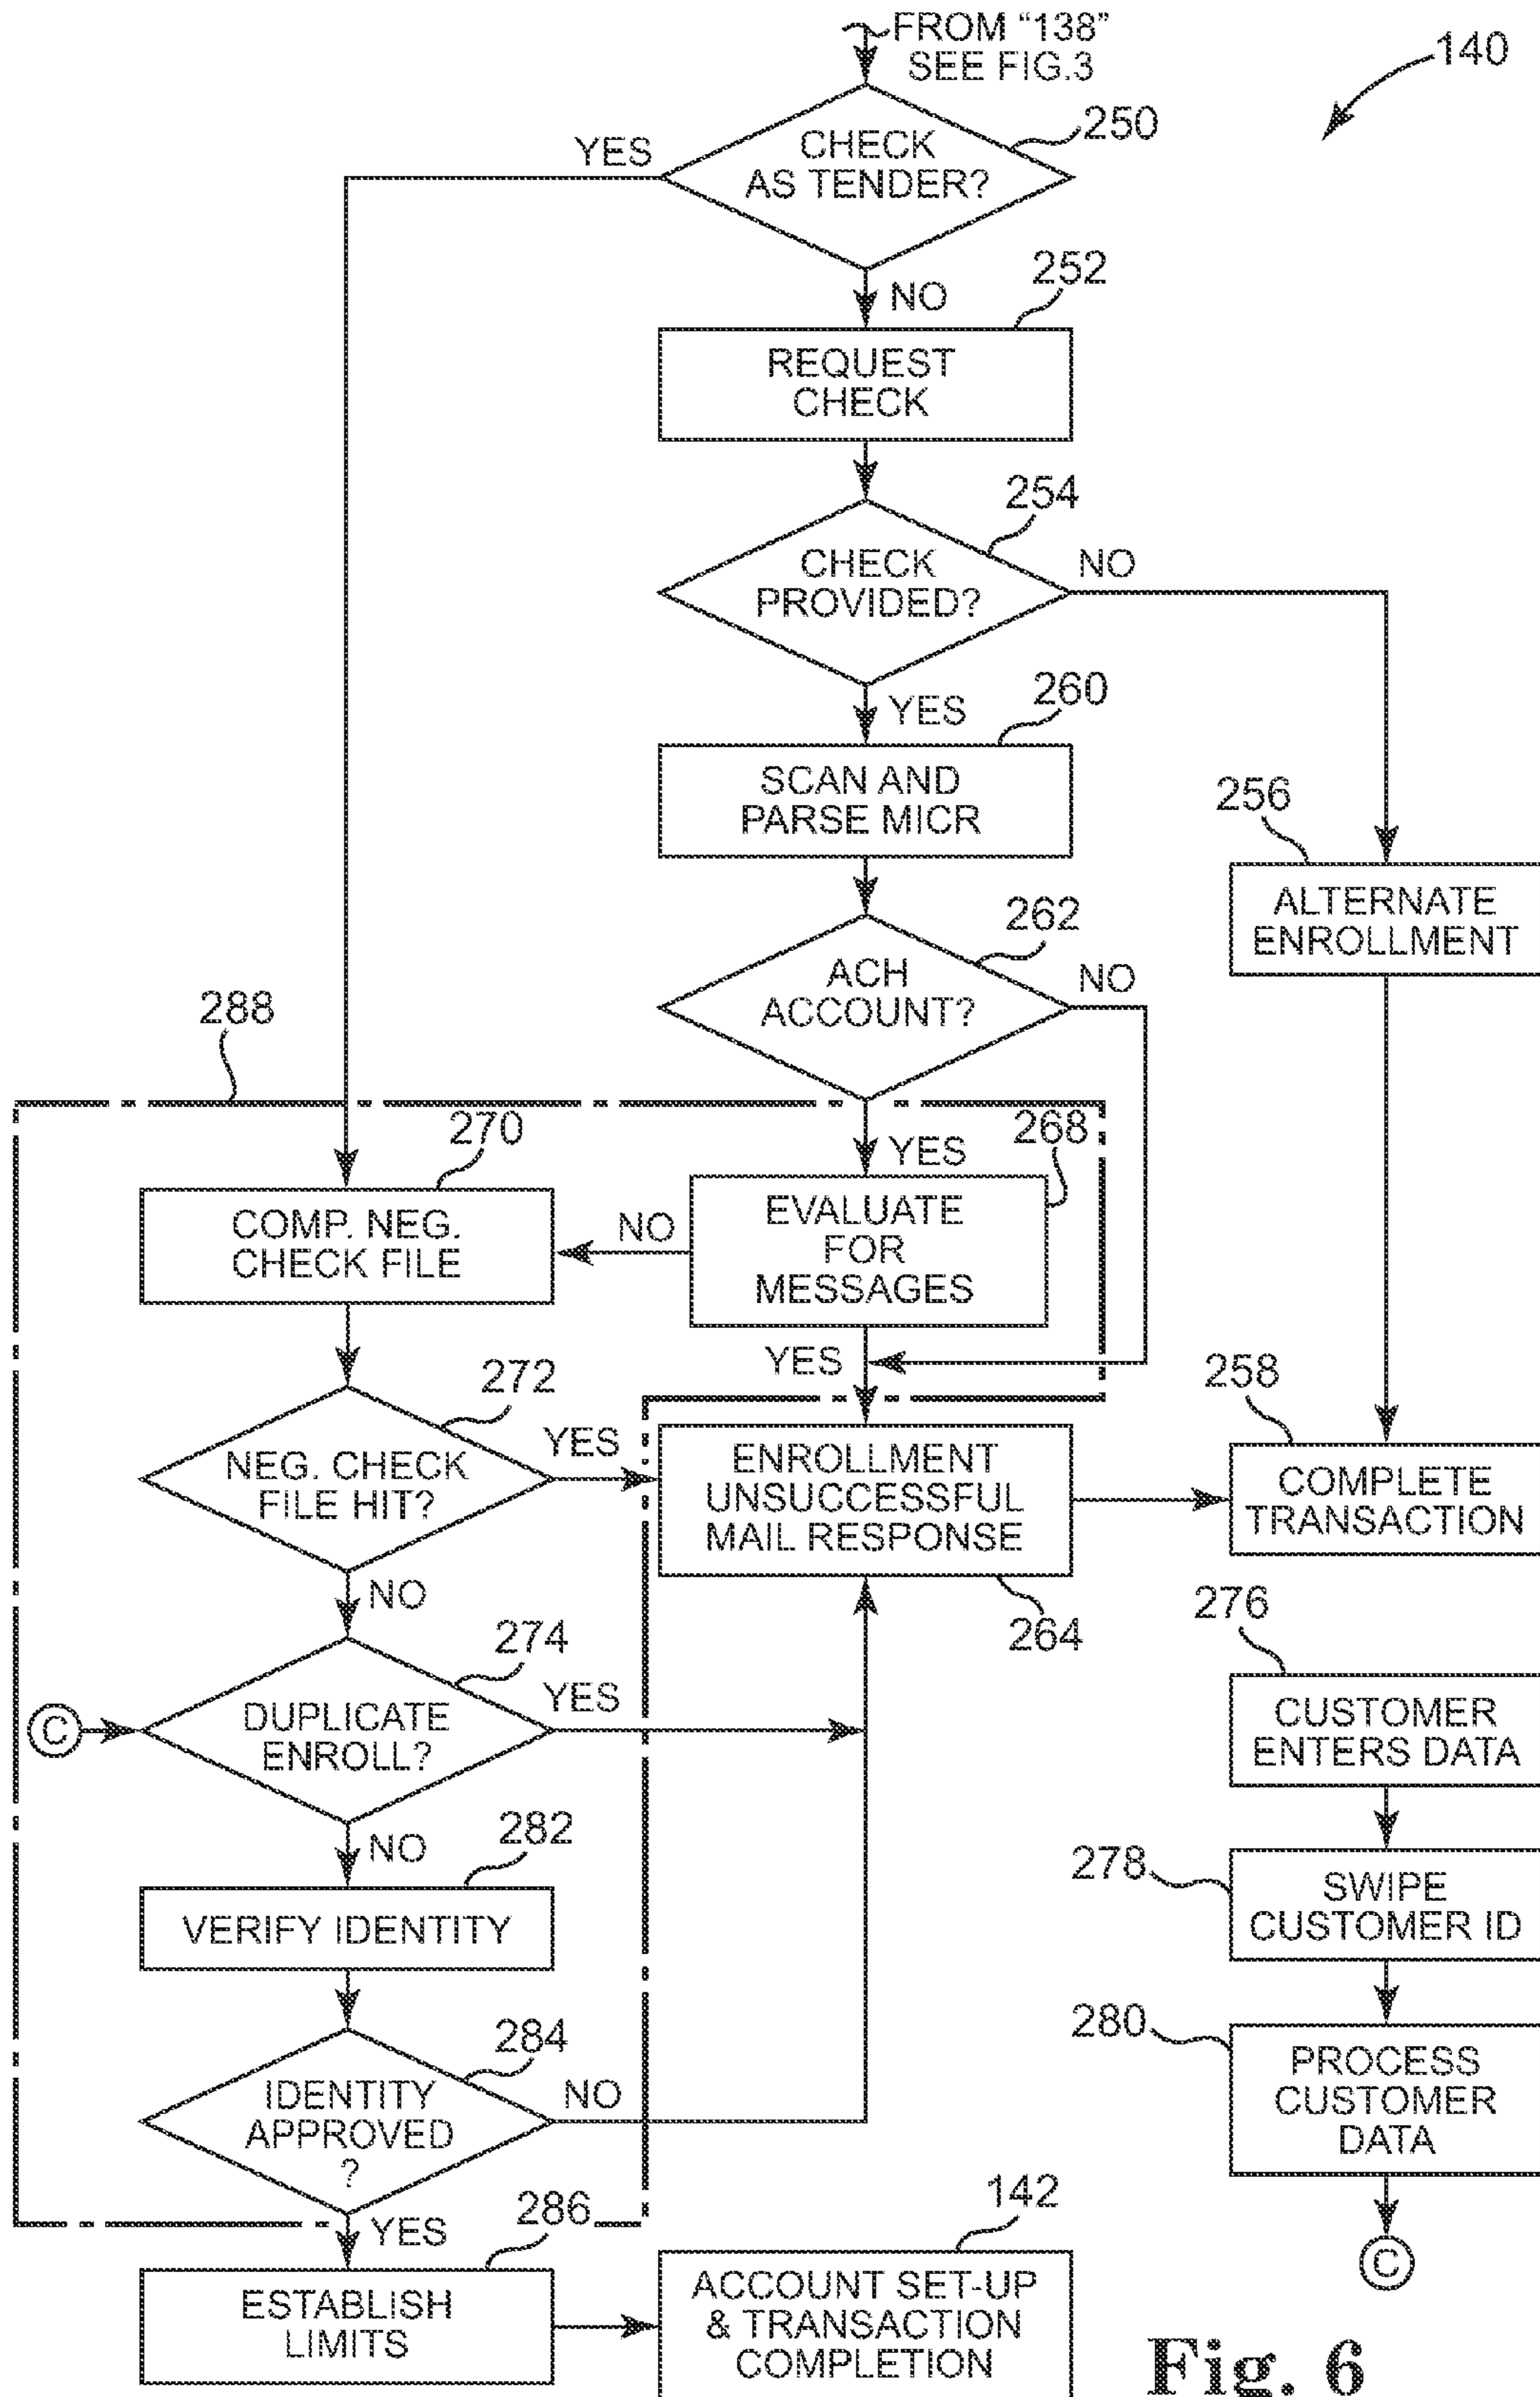 FROM “138”
SEE FIG.3
140
CHECK
AS TENDER?
250
YES
NO
252
REQUEST
CHECK
254
CHECK
PROVIDED?
NO
YES
260
SCAN AND
PARSE MICR
256
ALTERNATE
ENROLLMENT
262
ACH
ACCOUNT?
NO
288
270
YES
268
COMP. NEG.
CHECK FILE
NO
EVALUATE
FOR
MESSAGES
YES
272
NEG. CHECK
FILE HIT?
YES
ENROLLMENT
UNSUCCESSFUL
MAIL RESPONSE
264
258
COMPLETE
TRANSACTION
NO
274
C
DUPLICATE
ENROLL?
YES
276
CUSTOMER
ENTERS DATA
NO
282
VERIFY IDENTITY
278
SWIPE
CUSTOMER ID
284
IDENTITY
APPROVED
?
NO
280
PROCESS
CUSTOMER
DATA
C
YES
286
ESTABLISH
LIMITS
142
ACCOUNT SET-UP
& TRANSACTION
COMPLETION
Fig. 6